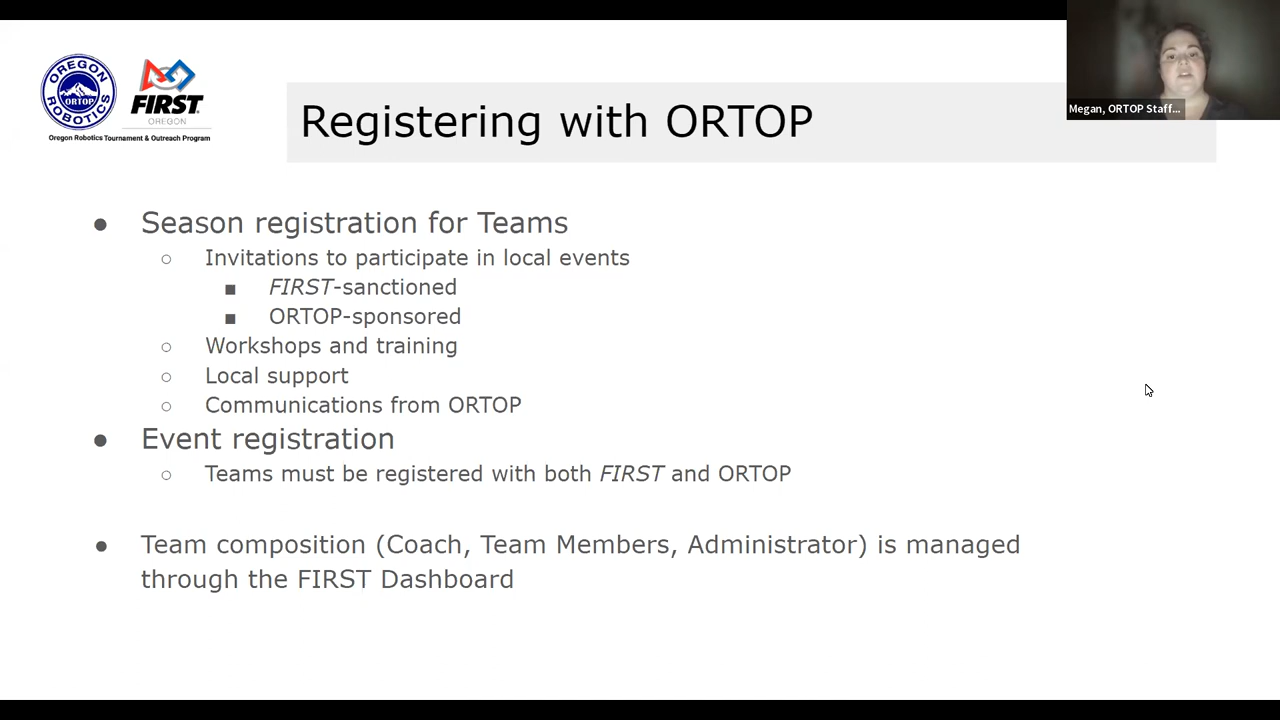 OREGON
ORTOP
ROBOTICS
FIRST
OREGON
Oregon Robotics Tournament & Outreach Program
Megan, ORTOP Staff...
Registering with ORTOP
● Season registration for Teams
○ Invitations to participate in local events
■ FIRST-sanctioned
■ ORTOP-sponsored
○ Workshops and training
○ Local support
○ Communications from ORTOP
● Event registration
○ Teams must be registered with both FIRST and ORTOP
● Team composition (Coach, Team Members, Administrator) is managed
through the FIRST Dashboard